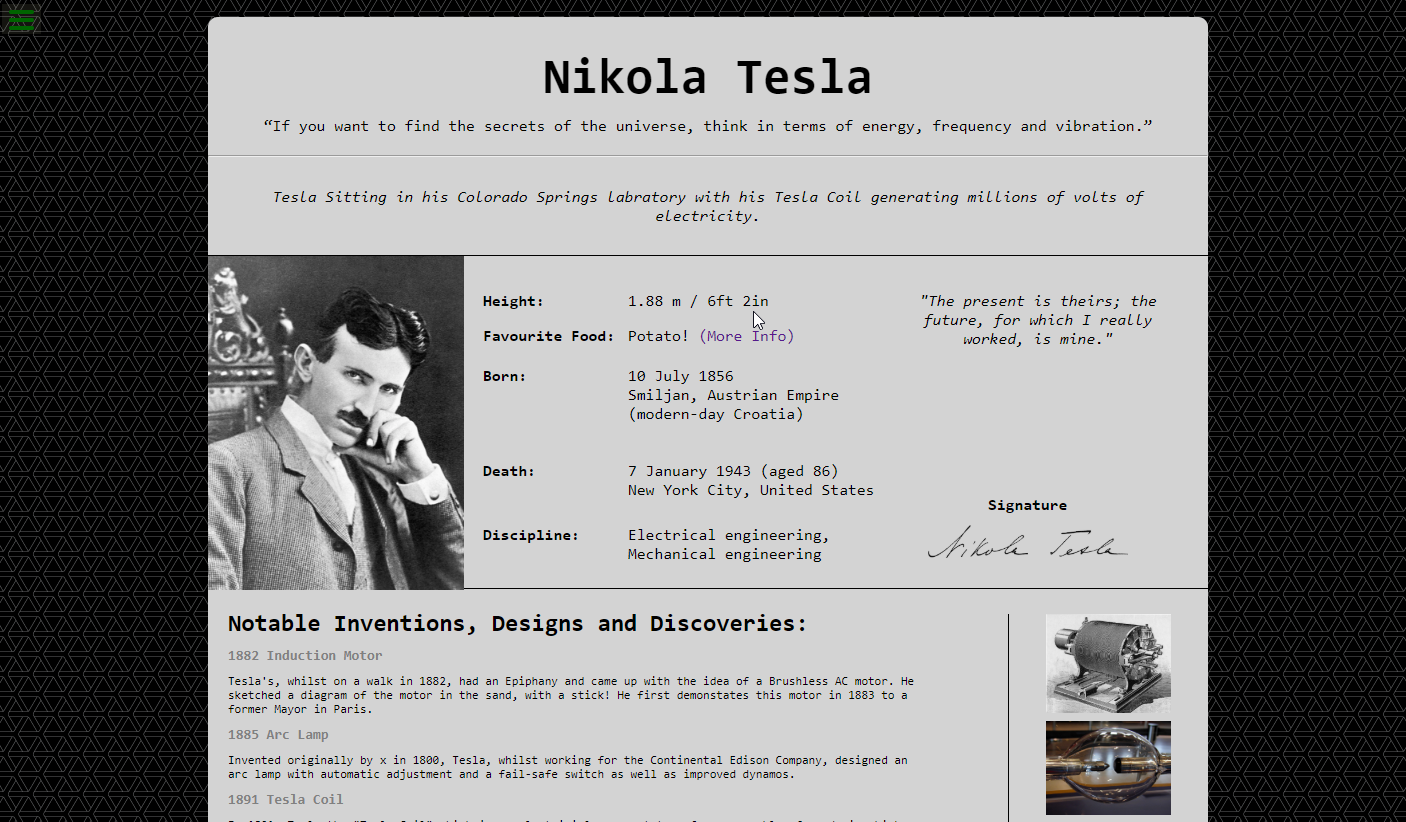 Nikola Tesla
“If you want to find the secrets of the universe, think in terms of energy, frequency and vibration.”
Tesla Sitting in his Colorado Springs labratory with his Tesla Coil generating millions of volts of
electricity.
Height: 1.88 m / 6ft 2in
Favourite Food: Potato! (More Info)
Born: 10 July 1856
Smiljan, Austrian Empire
(modern-day Croatia)
Death: 7 January 1943 (aged 86)
New York City, United States
Discipline: Electrical engineering,
Mechanical engineering
"The present is theirs; the
future, for which I really
worked, is mine."
Signature
Nikola Tesla
Notable Inventions, Designs and Discoveries:
1882 Induction Motor
Tesla's, whilst on a walk in 1882, had an Epiphany and came up with the idea of a Brushless AC motor. He
sketched a diagram of the motor in the sand, with a stick! He first demonstates this motor in 1883 to a
former Mayor in Paris.
1885 Arc Lamp
Invented originally by x in 1800, Tesla, whilst working for the Continental Edison Company, designed an
arc lamp with automatic adjustment and a fail-safe switch as well as improved dynamos.
1891 Tesla Coil